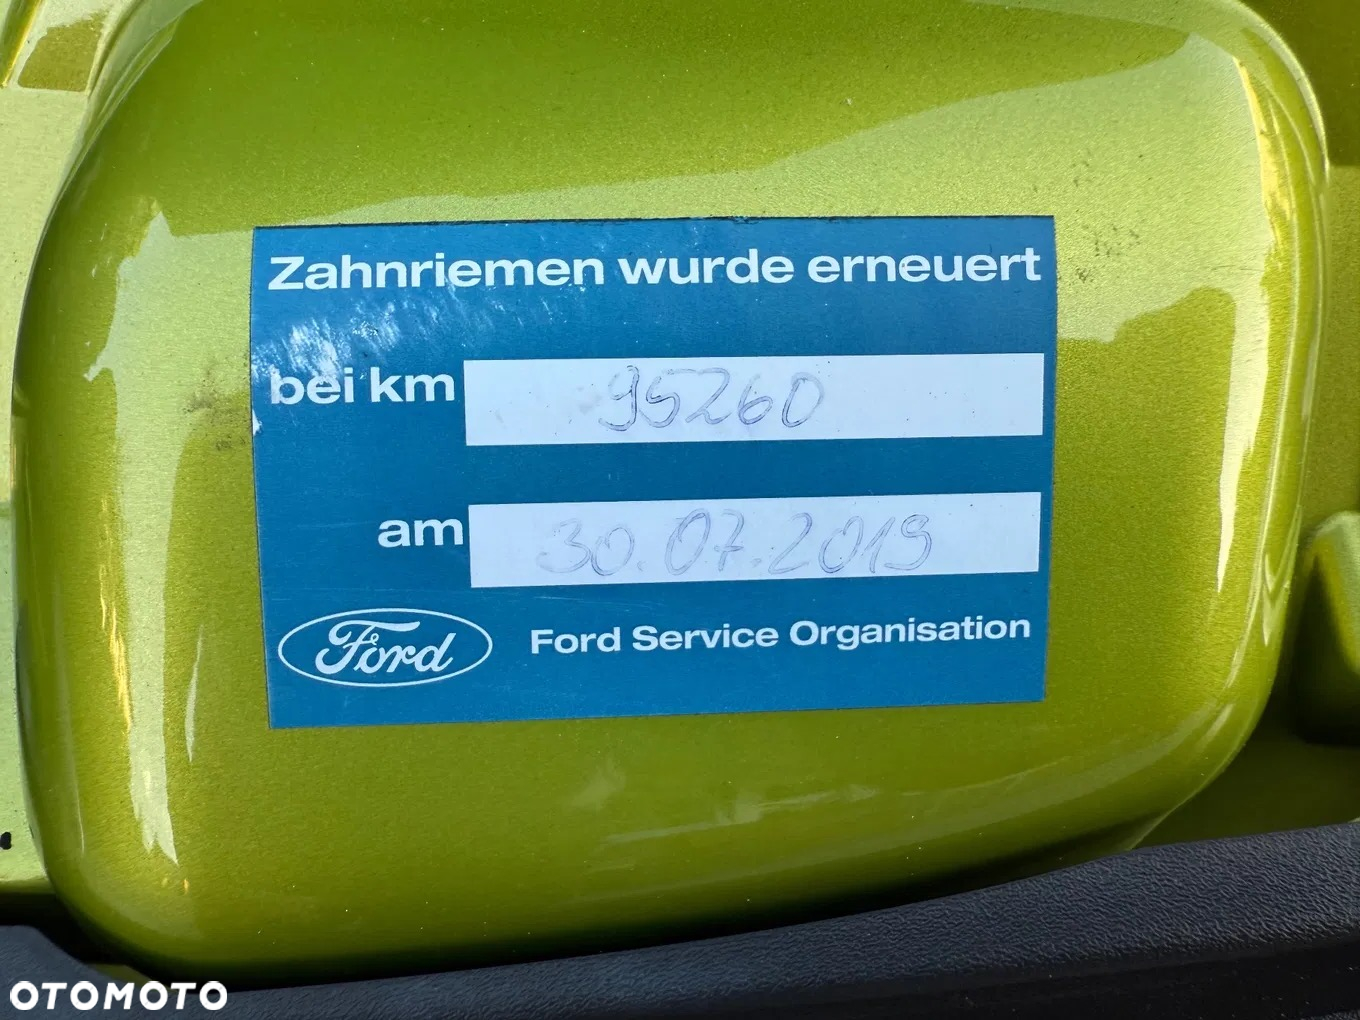 Zahnriemen wurde erneuert
bei km 95260
am 30.07.2019
Ford Ford Service Organisation
OTOMOTO